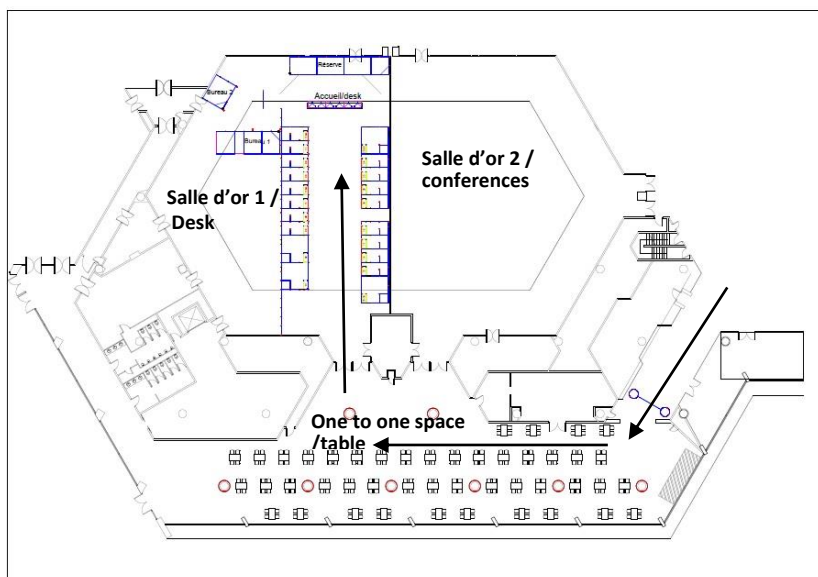 Réserve
Bureau 2
Accueil/desk
Bureau 1
Salle d'or 1 /
Desk
Salle d'or 2 /
conferences
One to one space
/table